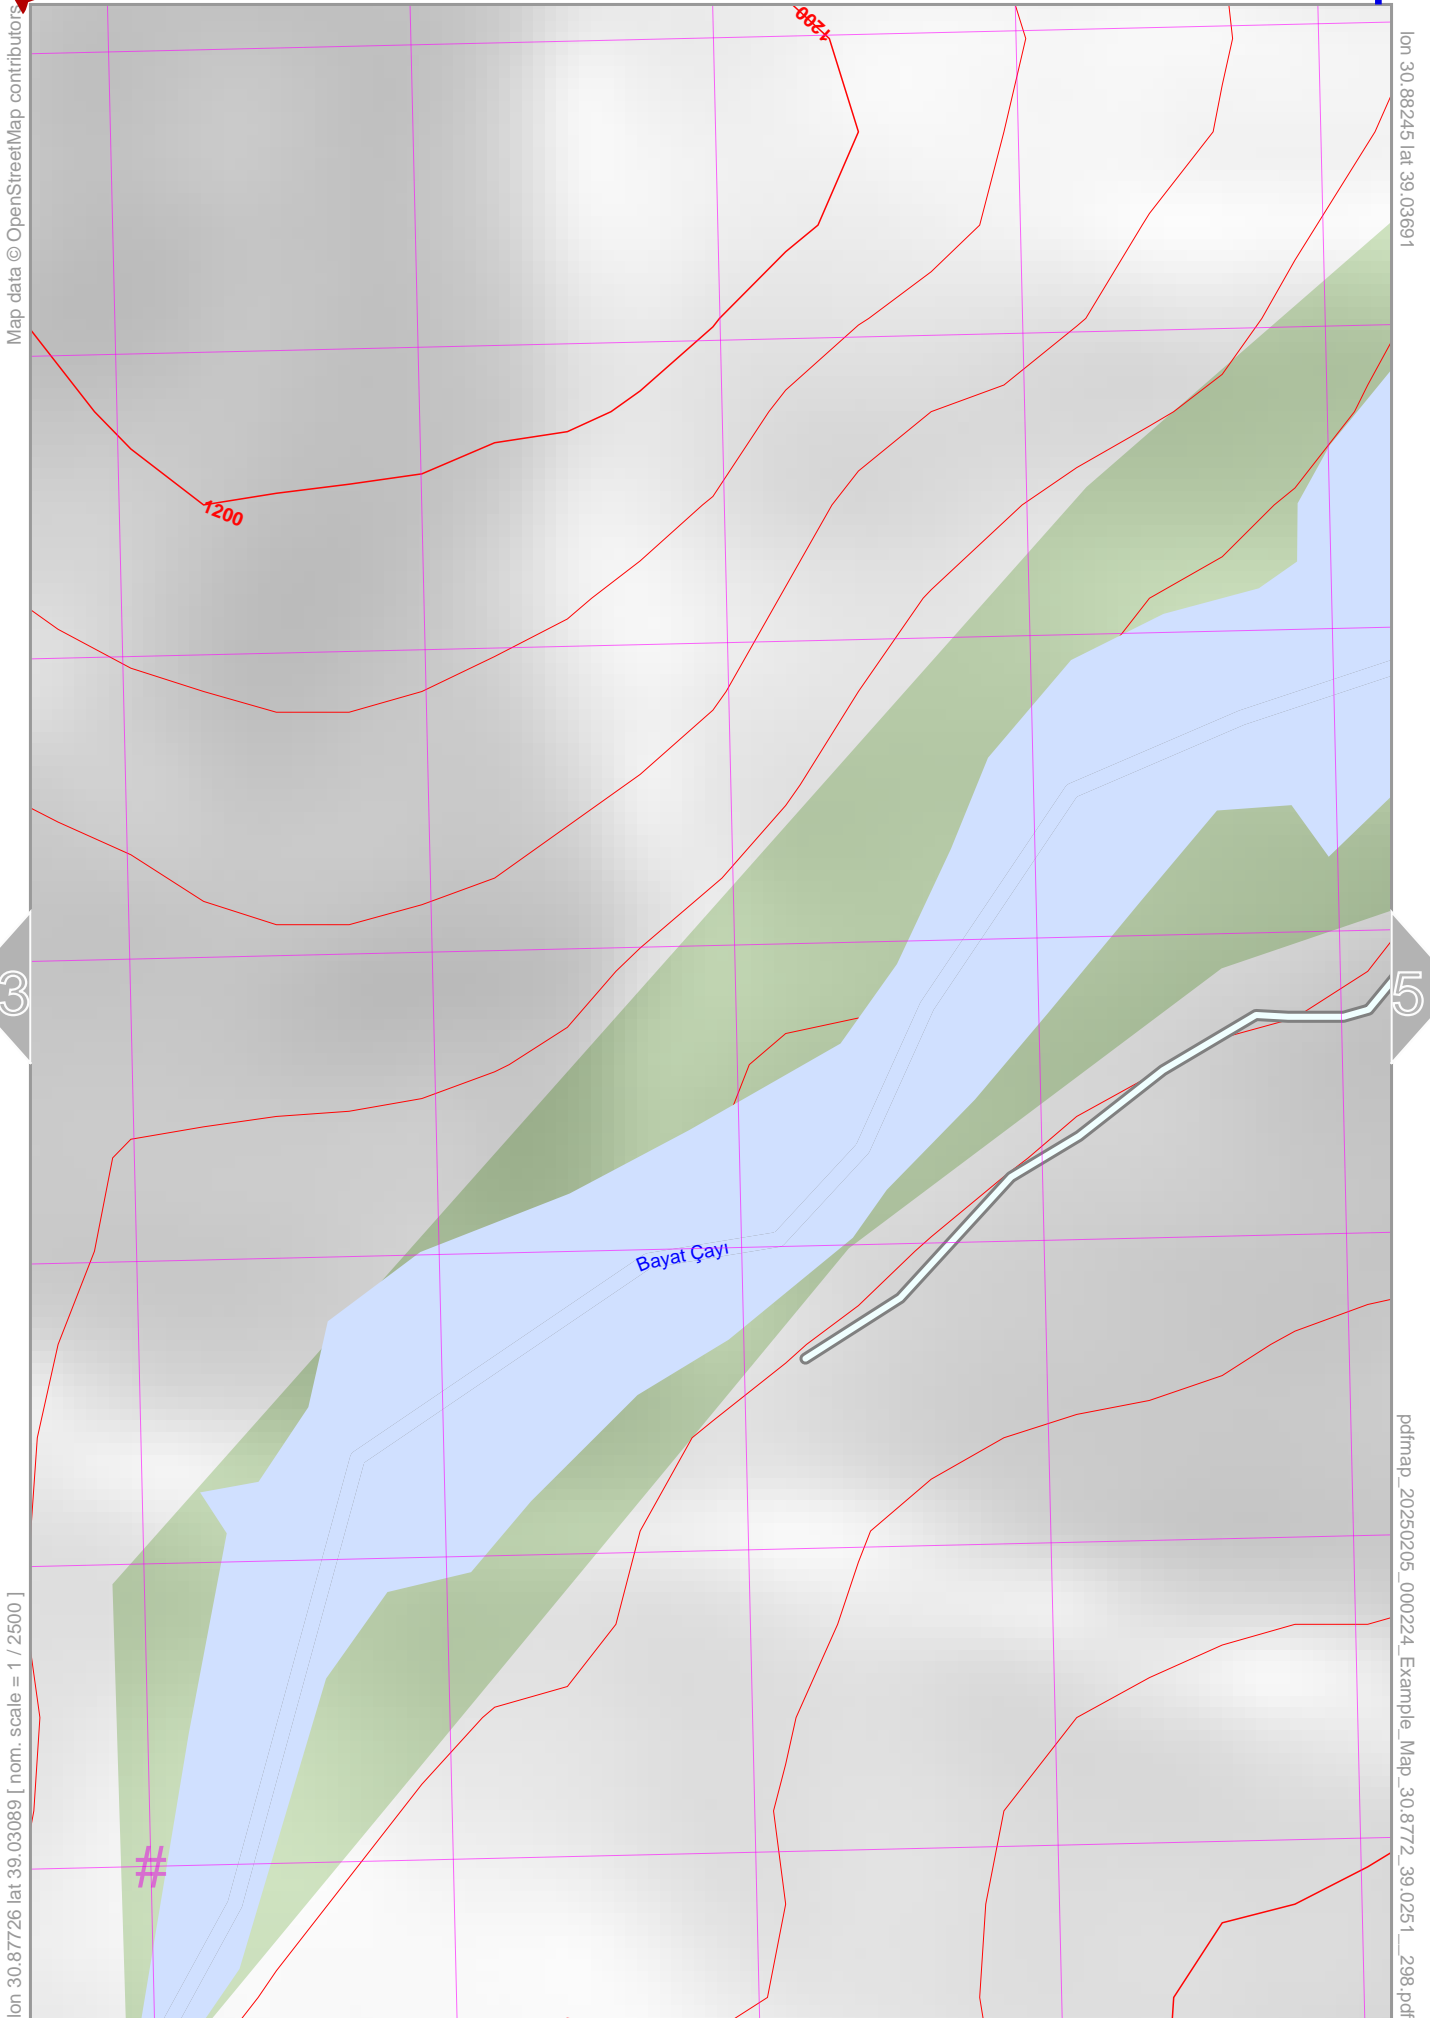 Map data © OpenStreetMap contributors
lon 30.88245 lat 39.03691
1200
1200
3
5
Bayat Çayı
#
lon 30.87726 lat 39.03089 [ nom. scale = 1 / 2500 ]
pdfmap_20250205_000224_Example_Map_30.8772_39.0251__298.pdf